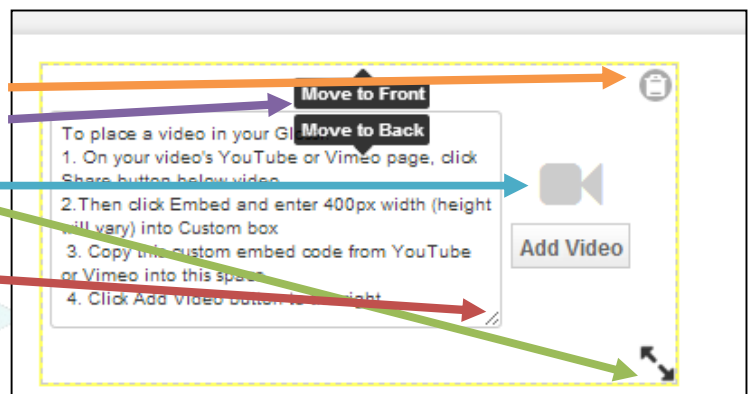 Move to Front
Move to Back
To place a video in your
1. On your video's YouTube or Vimeo page, click
Share button below video
2.Then click Embed and enter 400px width (height
will vary) into Custom box
3. Copy this custom embed code from YouTube
or Vimeo into this space
4. Click Add Video button to right
Add Video